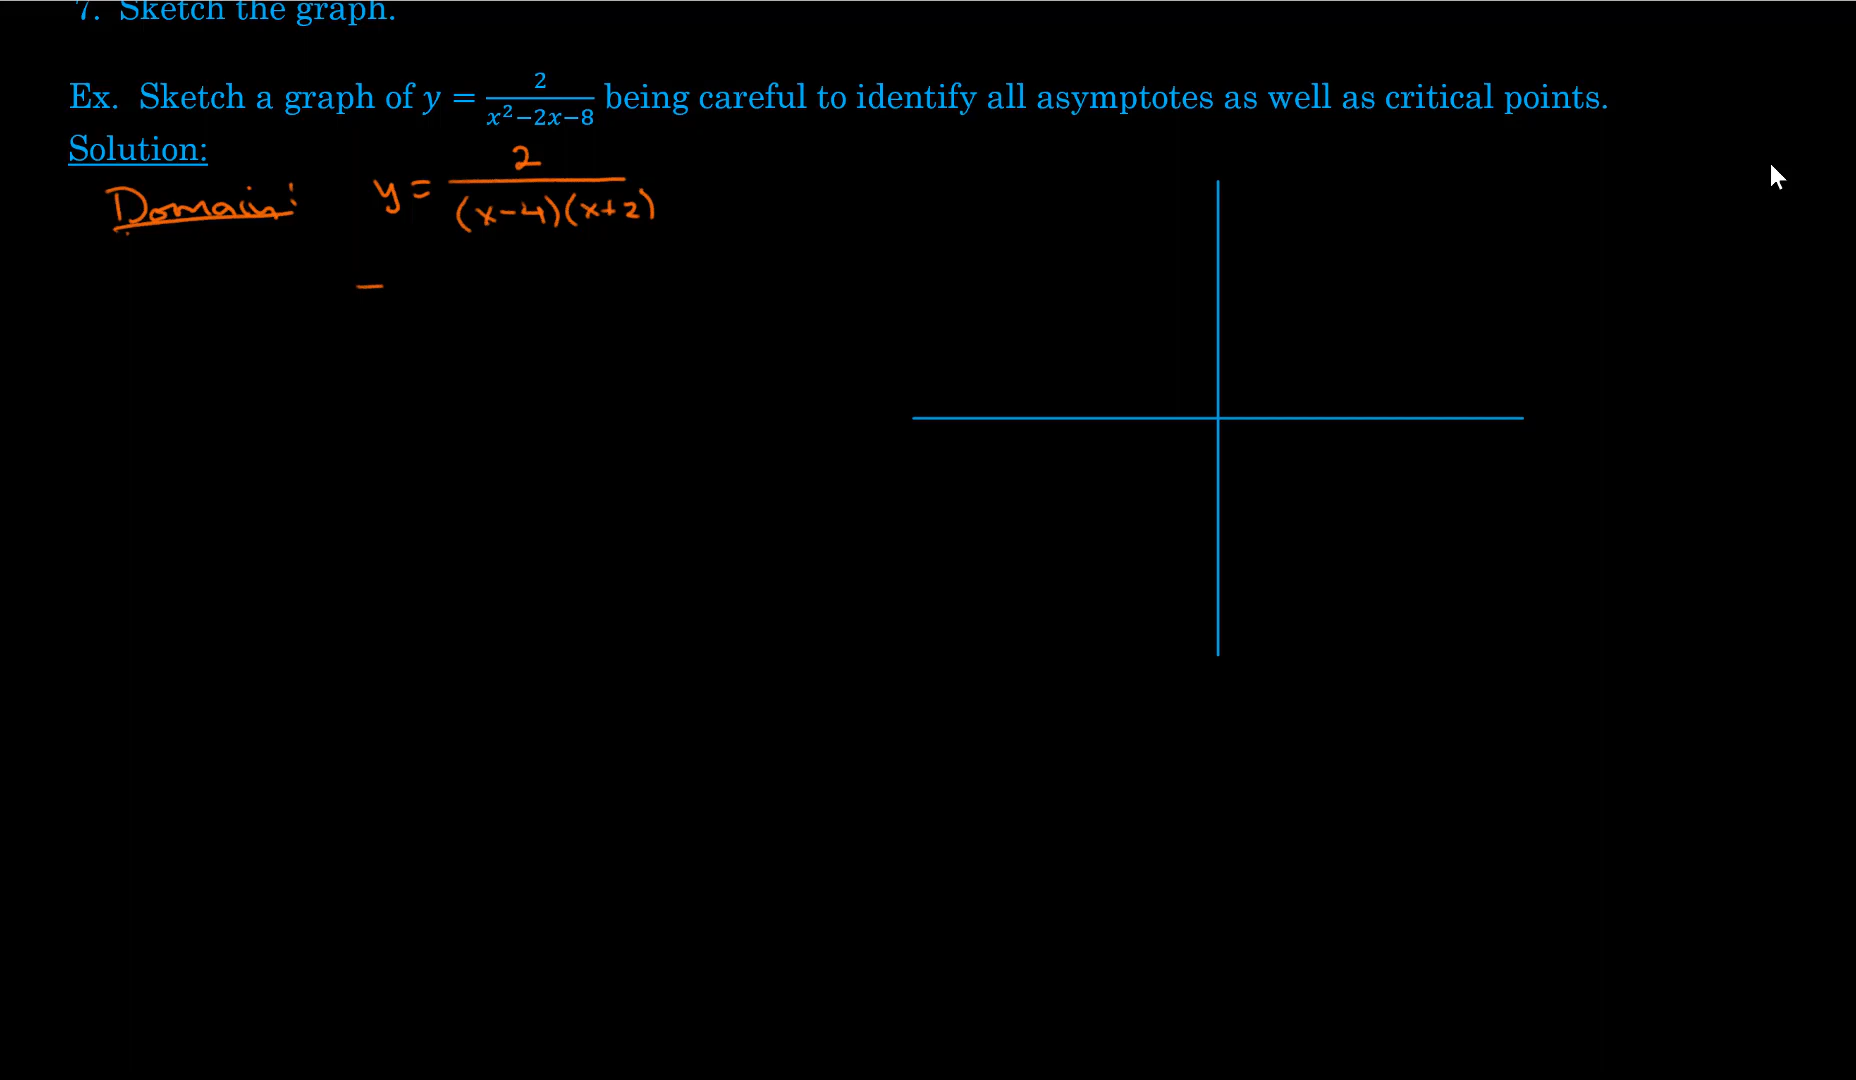 7. Sketch the graph.
Ex. Sketch a graph of y = 2/(x²−2x−8) being careful to identify all asymptotes as well as critical points.
Solution:
Domain: y = 2/((x-4)(x+2))
—